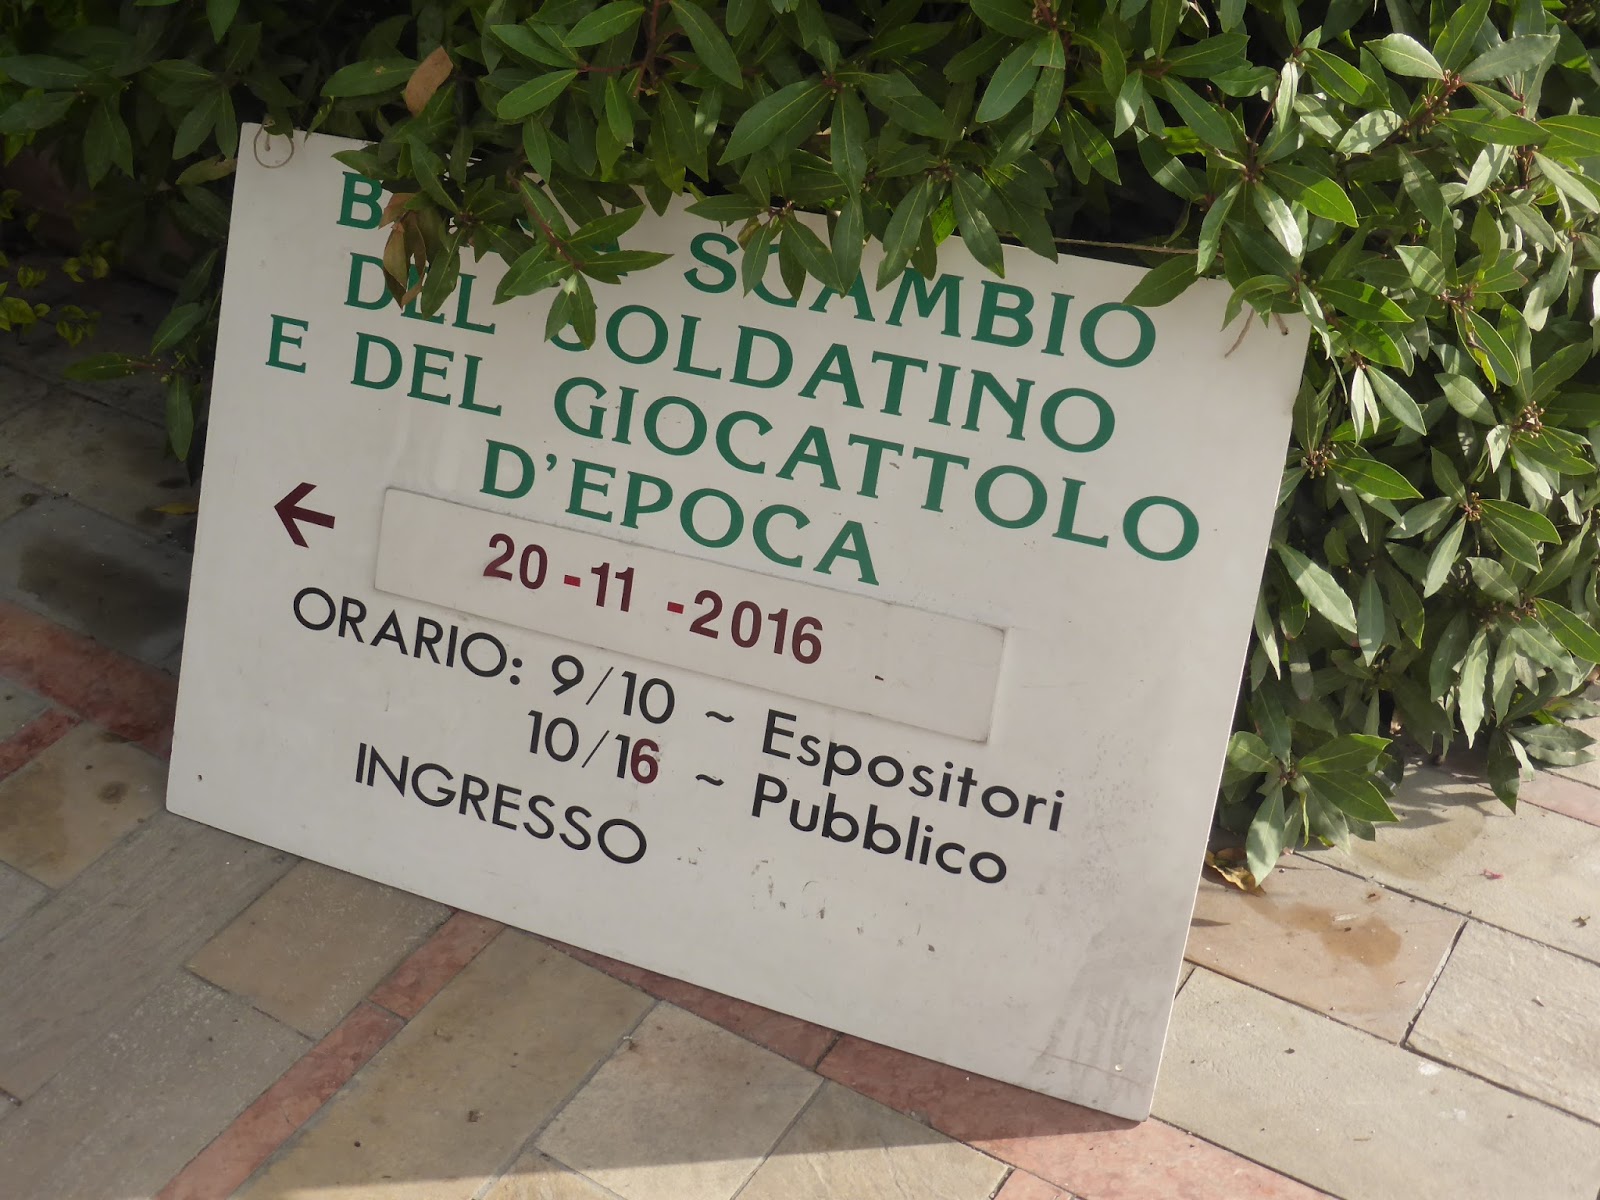 SCAMBIO
DEL SOLDATINO
E DEL GIOCATTOLO
D'EPOCA
20-11-2016
ORARIO: 9/10 ~ Espositori
10/16 ~ Pubblico
INGRESSO